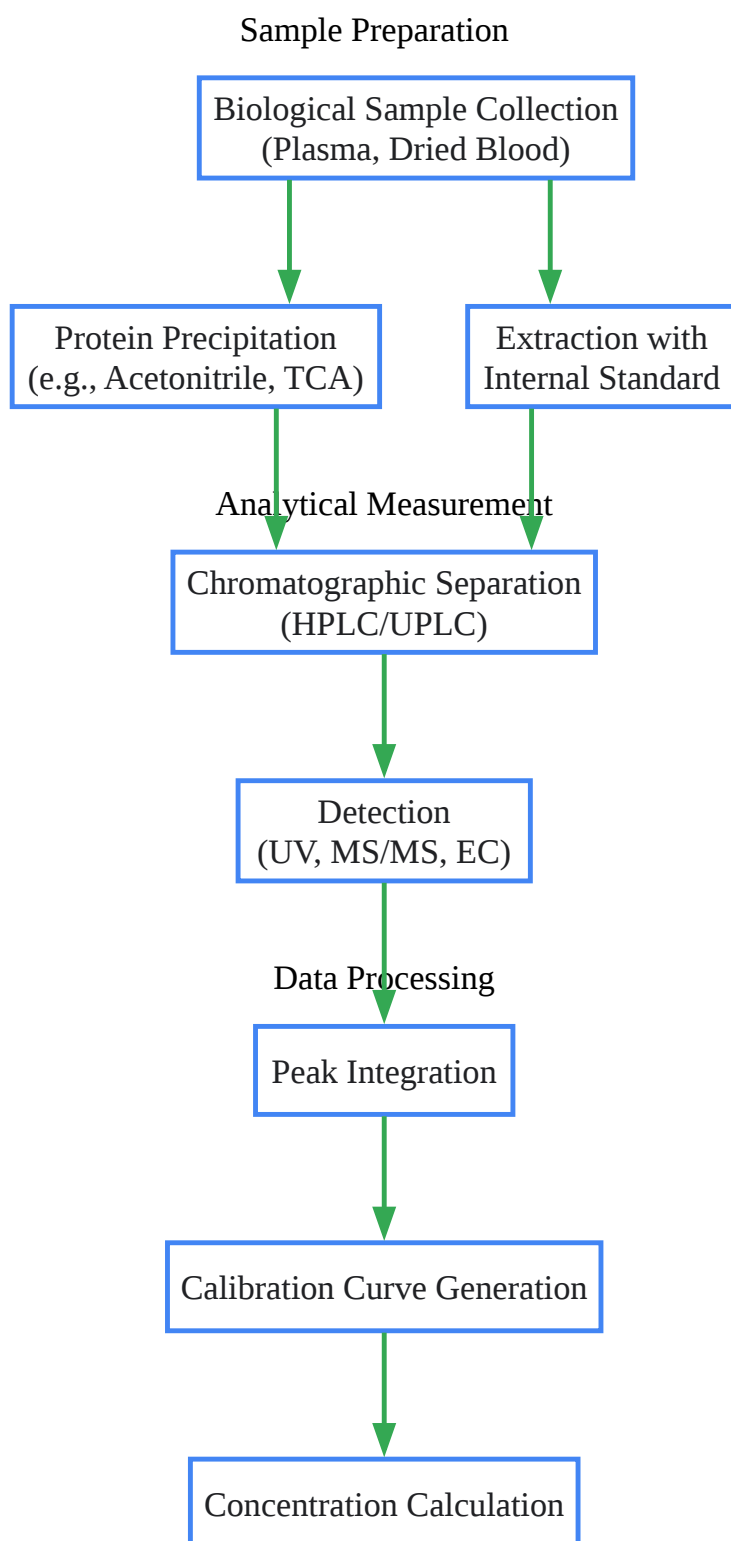 Sample Preparation
Biological Sample Collection
(Plasma, Dried Blood)
Protein Precipitation
(e.g., Acetonitrile, TCA)
Extraction with
Internal Standard
Analytical Measurement
Chromatographic Separation
(HPLC/UPLC)
Detection
(UV, MS/MS, EC)
Data Processing
Peak Integration
Calibration Curve Generation
Concentration Calculation